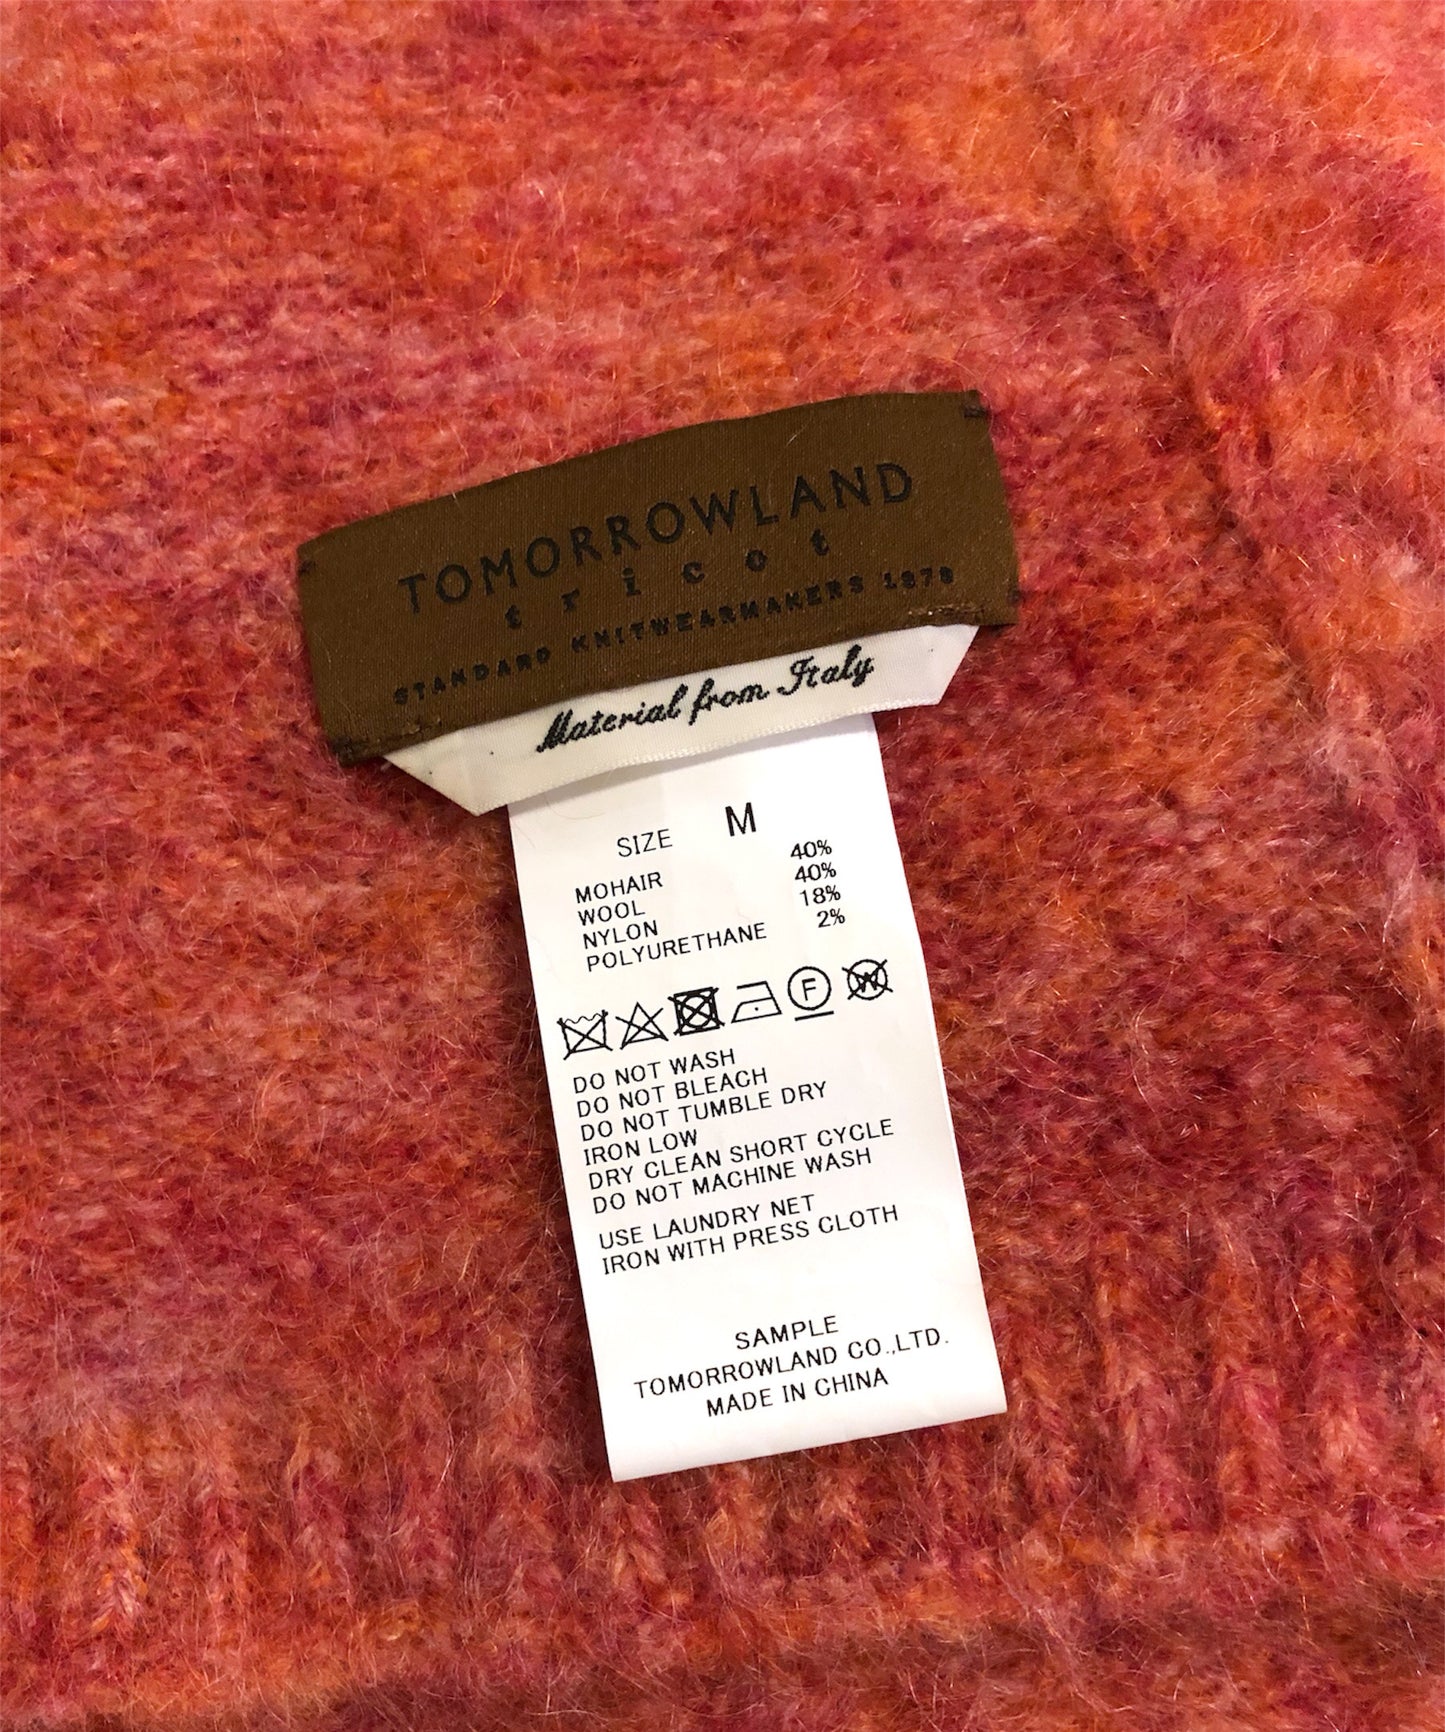 TOMORROWLAND
tricot
STANDARD KNITWEARMAKERS 1978
Material from Italy
SIZE M
MOHAIR 40%
WOOL 40%
NYLON 18%
POLYURETHANE 2%
F W
DO NOT WASH
DO NOT BLEACH
DO NOT TUMBLE DRY
IRON LOW
DRY CLEAN SHORT CYCLE
DO NOT MACHINE WASH
USE LAUNDRY NET
IRON WITH PRESS CLOTH
SAMPLE
TOMORROWLAND CO.,LTD.
MADE IN CHINA